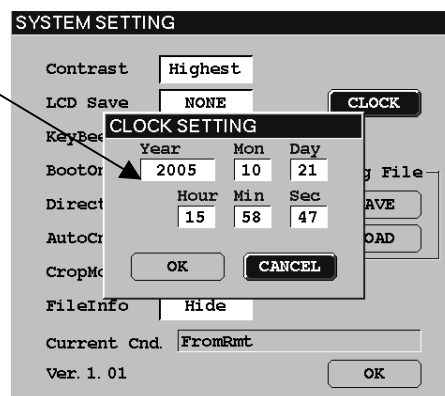 SYSTEM SETTING
Contrast Highest
LCD Save NONE CLOCK
CLOCK SETTING
Year Mon Day
2005 10 21
Hour Min Sec
15 58 47
OK CANCEL
File
FileInfo Hide
Current Cnd. FromRmt
Ver. 1. 01 OK